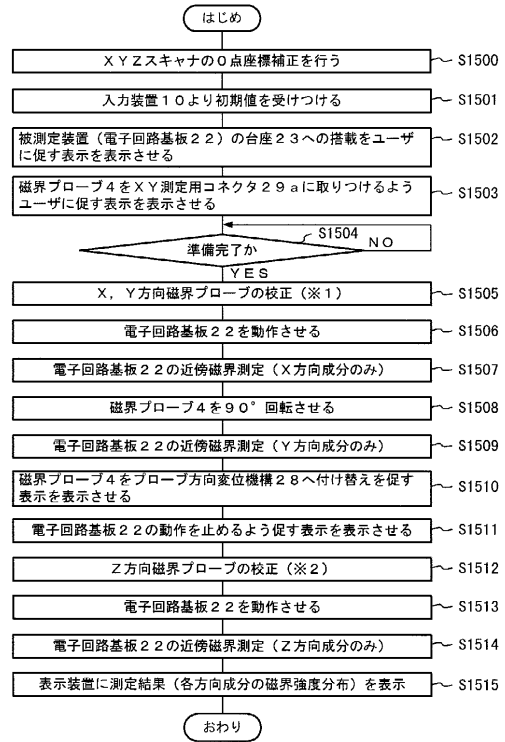 はじめ
XYZスキャナの0点座標補正を行う
S1500
入力装置10より初期値を受けつける
S1501
被測定装置(電子回路基板22)の台座23への搭載をユーザ
に促す表示を表示させる
S1502
磁界プローブ4をXY測定用コネクタ29aに取りつけるよう
ユーザに促す表示を表示させる
S1503
S1504
準備完了か
NO
YES
X,Y方向磁界プローブの校正(※1)
S1505
電子回路基板22を動作させる
S1506
電子回路基板22の近傍磁界測定(X方向成分のみ)
S1507
磁界プローブ4を90°回転させる
S1508
電子回路基板22の近傍磁界測定(Y方向成分のみ)
S1509
磁界プローブ4をプローブ方向変位機構28へ付け替えを促す
表示を表示させる
S1510
電子回路基板22の動作を止めるよう促す表示を表示させる
S1511
Z方向磁界プローブの校正(※2)
S1512
電子回路基板22を動作させる
S1513
電子回路基板22の近傍磁界測定(Z方向成分のみ)
S1514
表示装置に測定結果(各方向成分の磁界強度分布)を表示
S1515
おわり